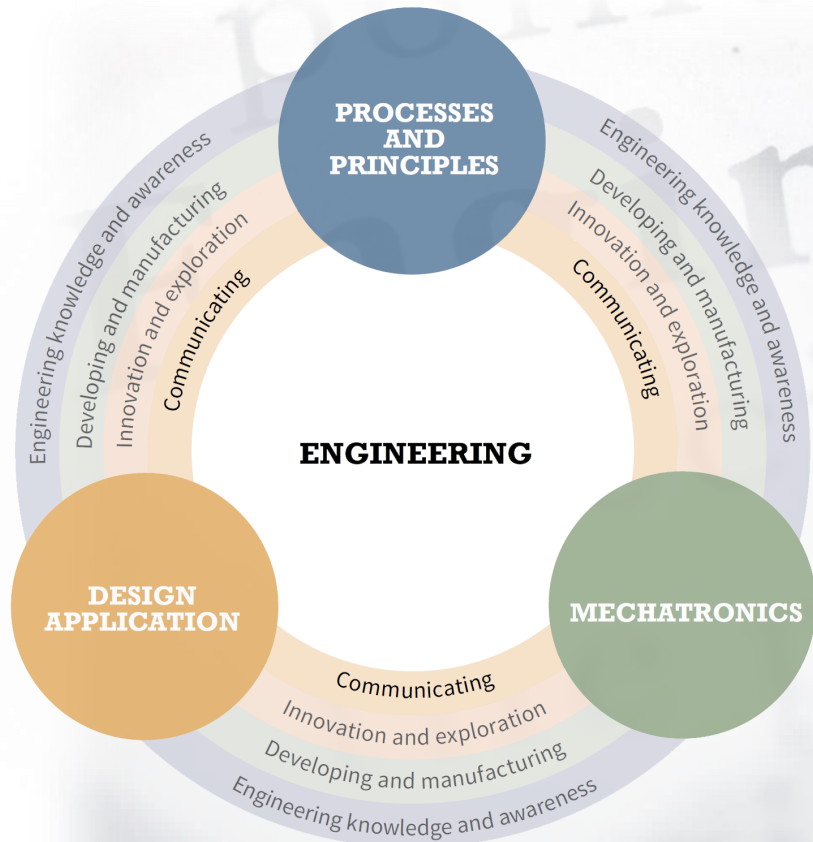 PROCESSES
AND
PRINCIPLES
Engineering knowledge and awareness
Developing and manufacturing
Innovation and exploration
Communicating
Engineering knowledge and awareness
Developing and manufacturing
Innovation and exploration
Communicating
ENGINEERING
DESIGN
APPLICATION
MECHATRONICS
Communicating
Innovation and exploration
Developing and manufacturing
Engineering knowledge and awareness